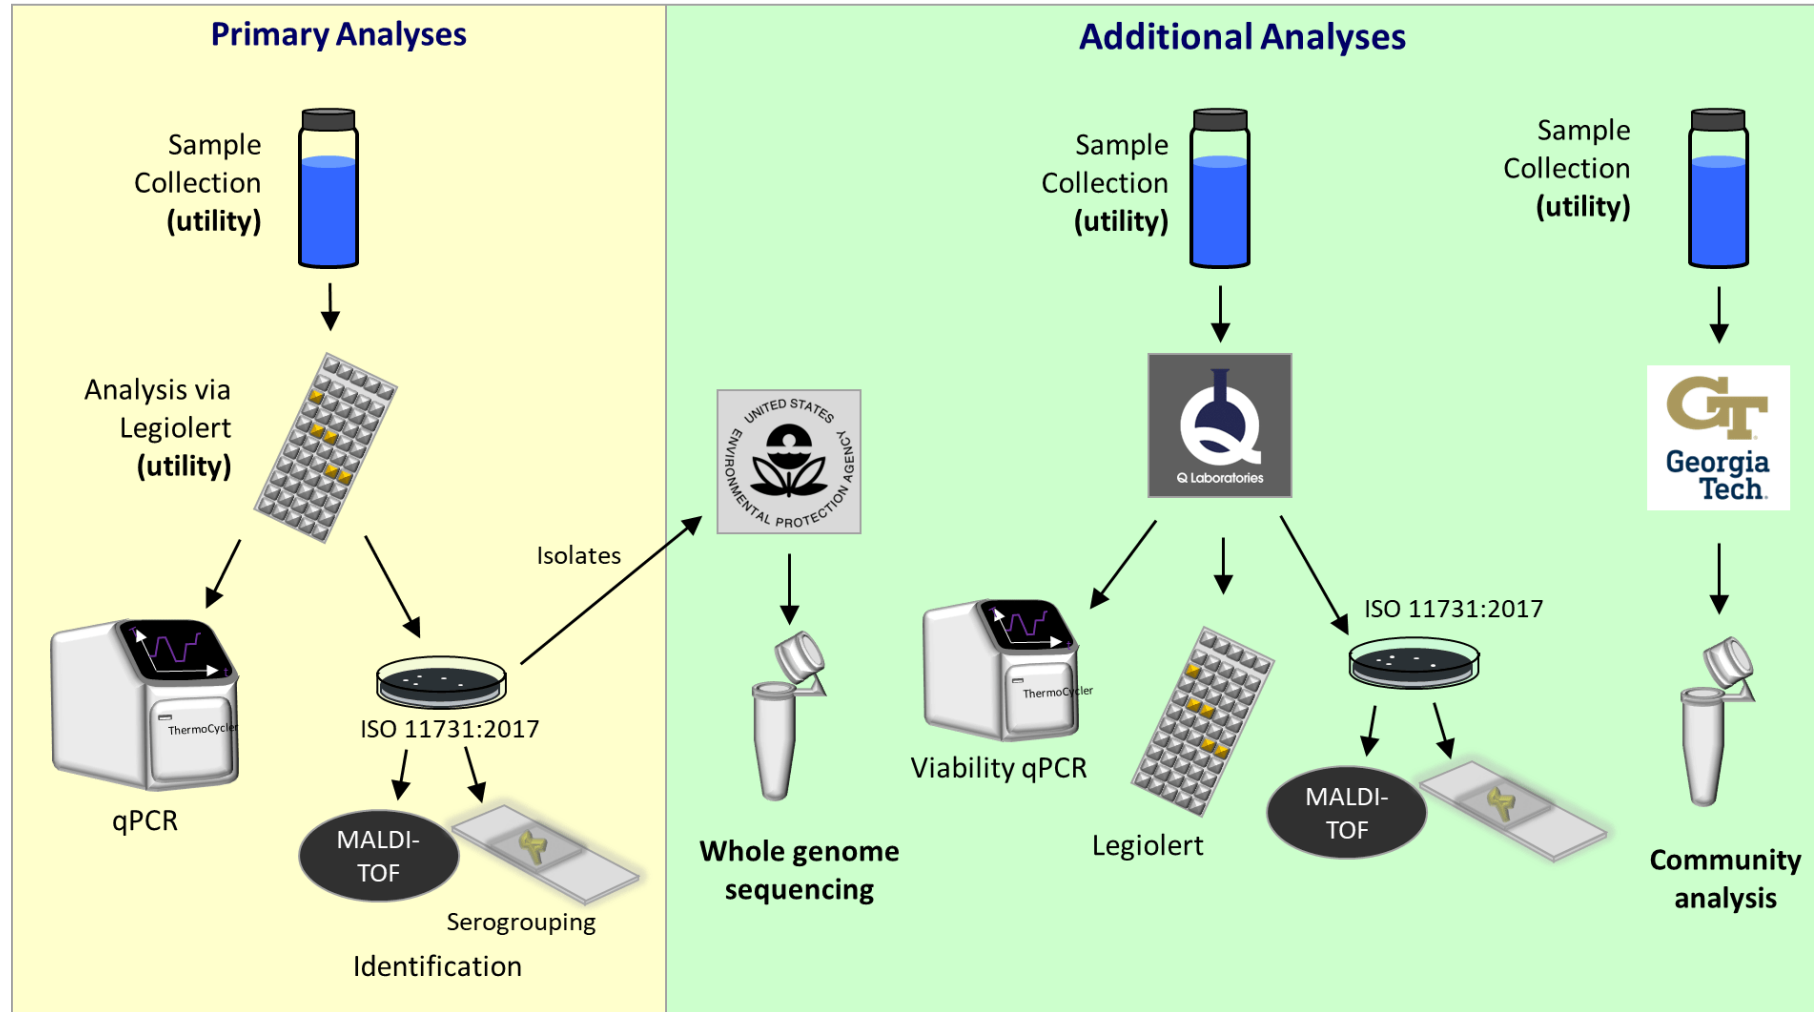 Primary Analyses
Sample
Collection
(utility)
Analysis via
Legiolert
(utility)
Isolates
ThermoCycler
qPCR
ISO 11731:2017
MALDI-
TOF
Serogrouping
Identification
Additional Analyses
UNITED STATES
ENVIRONMENTAL PROTECTION AGENCY
Whole genome
sequencing
Sample
Collection
(utility)
Q Laboratories
ThermoCycler
Viability qPCR
Legiolert
ISO 11731:2017
MALDI-
TOF
Sample
Collection
(utility)
GT
Georgia
Tech
Community
analysis